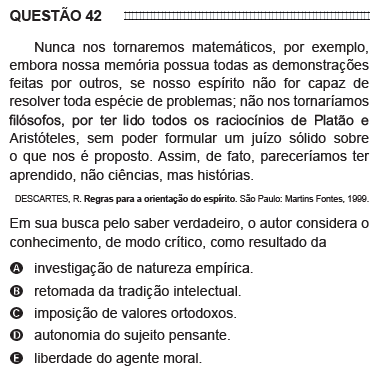 QUESTÃO 42
Nunca nos tornaremos matemáticos, por exemplo,
embora nossa memória possua todas as demonstrações
feitas por outros, se nosso espírito não for capaz de
resolver toda espécie de problemas; não nos tornaríamos
filósofos, por ter lido todos os raciocínios de Platão e
Aristóteles, sem poder formular um juízo sólido sobre
o que nos é proposto. Assim, de fato, pareceríamos ter
aprendido, não ciências, mas histórias.
DESCARTES, R. Regras para a orientação do espírito. São Paulo: Martins Fontes, 1999.
Em sua busca pelo saber verdadeiro, o autor considera o
conhecimento, de modo crítico, como resultado da
A investigação de natureza empírica.
B retomada da tradição intelectual.
C imposição de valores ortodoxos.
D autonomia do sujeito pensante.
E liberdade do agente moral.